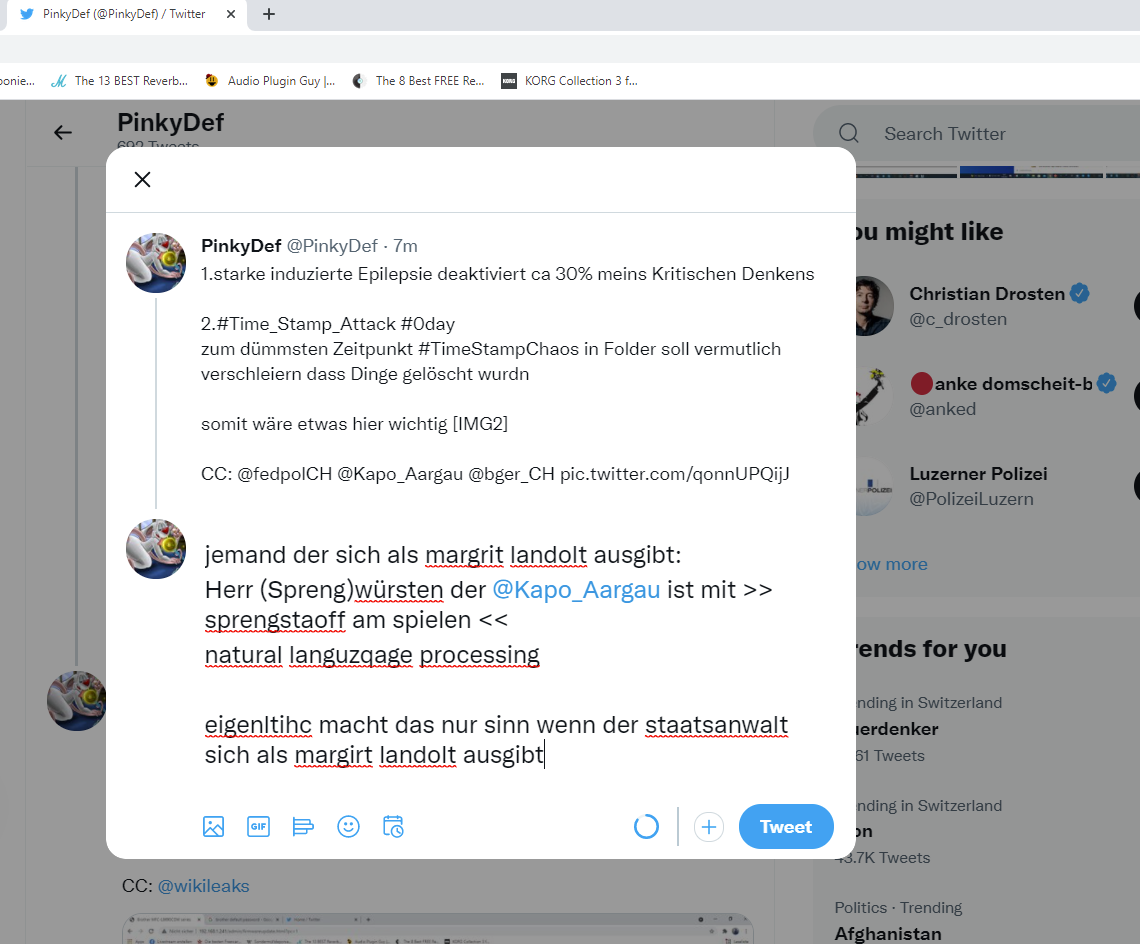 PinkyDef (@PinkyDef) / Twitter
The 13 BEST Reverb...
Audio Plugin Guy |...
The 8 Best FREE Re...
KORG Collection 3 f...
PinkyDef
692 Tweets
Search Twitter
PinkyDef @PinkyDef · 7m
1.starke induzierte Epilepsie deaktiviert ca 30% meins Kritischen Denkens
2.#Time_Stamp_Attack #0day
zum dümmsten Zeitpunkt #TimeStampChaos in Folder soll vermutlich
verschleiern dass Dinge gelöscht wurdn
somit wäre etwas hier wichtig [IMG2]
CC: @fedpolCH @Kapo_Aargau @bger_CH pic.twitter.com/qonnUPQijJ
jemand der sich als margrit landolt ausgibt:
Herr (Spreng)würsten der @Kapo_Aargau ist mit >>
sprengstaoff am spielen <<
natural languzqage processing
eigenltihc macht das nur sinn wenn der staatsanwalt
sich als margirt landolt ausgibt
GIF
Tweet
CC: @wikileaks
ou might like
Christian Drosten
@c_drosten
anke domscheit-b
@anked
Luzerner Polizei
@PolizeiLuzern
ow more
rends for you
ending in Switzerland
uerdenker
61 Tweets
ending in Switzerland
on
43.7K Tweets
Politics · Trending
Afghanistan